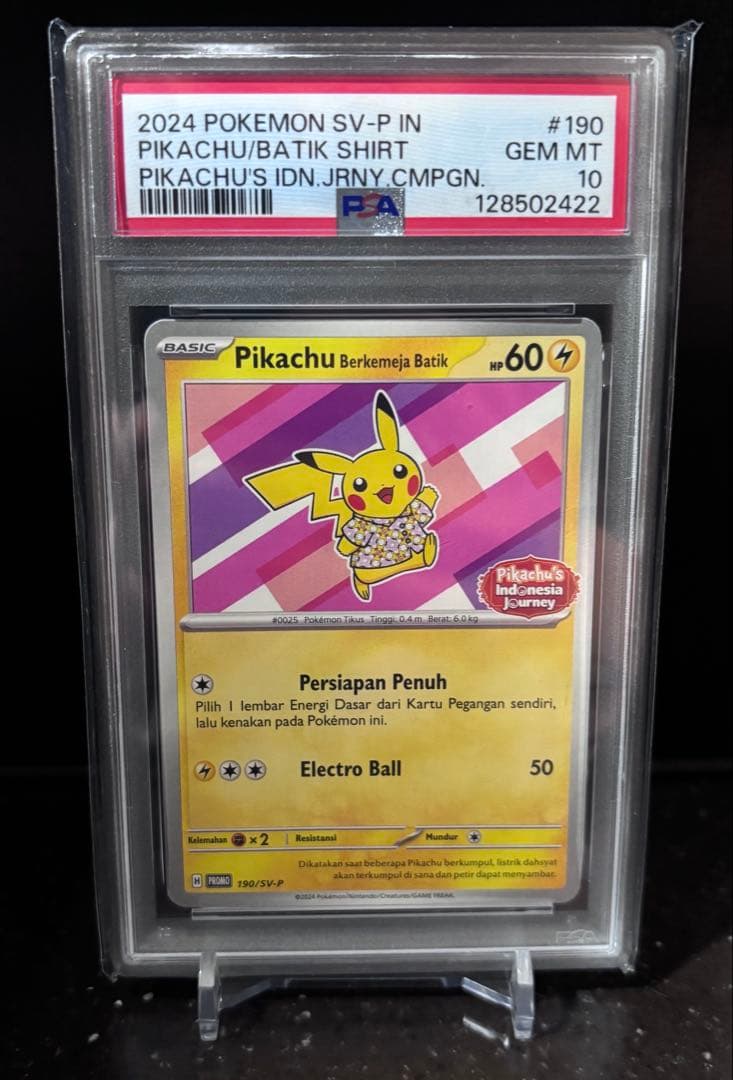 2024 POKEMON SV-P IN #190
PIKACHU/BATIK SHIRT GEM MT
PIKACHU'S IDN.JRNY.CMPGN. 10
PSA 128502422
BASIC Pikachu Berkemeja Batik HP 60
Pikachu's
Indonesia
Journey
#0025 Pokémon Tikus Tinggi: 0.4 m Berat: 6.0 kg
Persiapan Penuh
Pilih 1 lembar Energi Dasar dari Kartu Pegangan sendiri,
lalu kenakan pada Pokémon ini.
Electro Ball 50
Kelemahan ×2 Resistansi Mundur
Dikatakan saat beberapa Pikachu berkumpul, listrik dahsyat
akan terkumpul di sana dan petir dapat menyambar.
H PROMO 190/SV-P
©2024 Pokémon/Nintendo/Creatures/GAME FREAK.